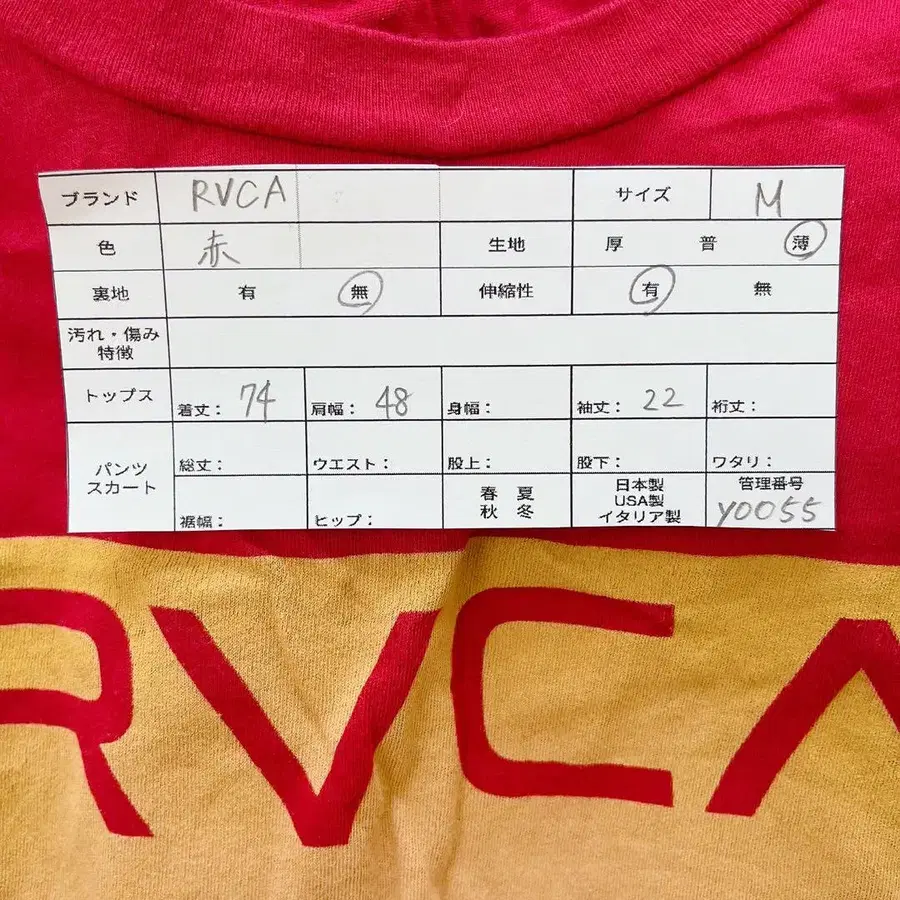 ブランド RVCA サイズ M
色 赤 生地 厚 普 薄
裏地 有 無 伸縮性 有 無
汚れ・傷み
特徴
トップス 着丈： 74 肩幅： 48 身幅： 袖丈： 22 裄丈：
パンツ
スカート
総丈： ウエスト： 股上： 股下： ワタリ：
裾幅： ヒップ：
春 夏
秋 冬
日本製
USA製
イタリア製
管理番号
Y0055
RVCA